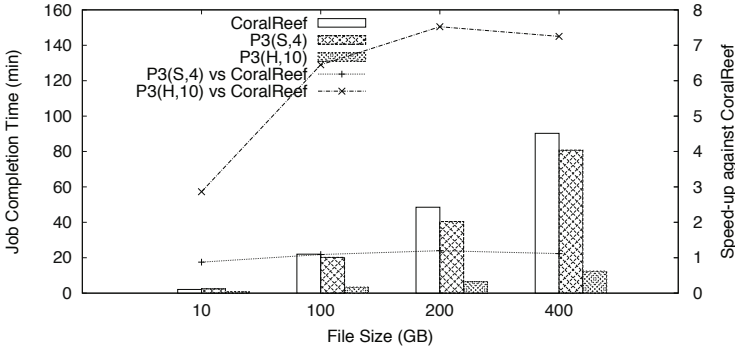 CoralReef
P3(S,4)
P3(H,10)
P3(S,4) vs CoralReef
P3(H,10) vs CoralReef
Job Completion Time (min)
160
140
120
100
80
60
40
20
0
Speed-up against CoralReef
8
7
6
5
4
3
2
1
0
10 100 200 400
File Size (GB)